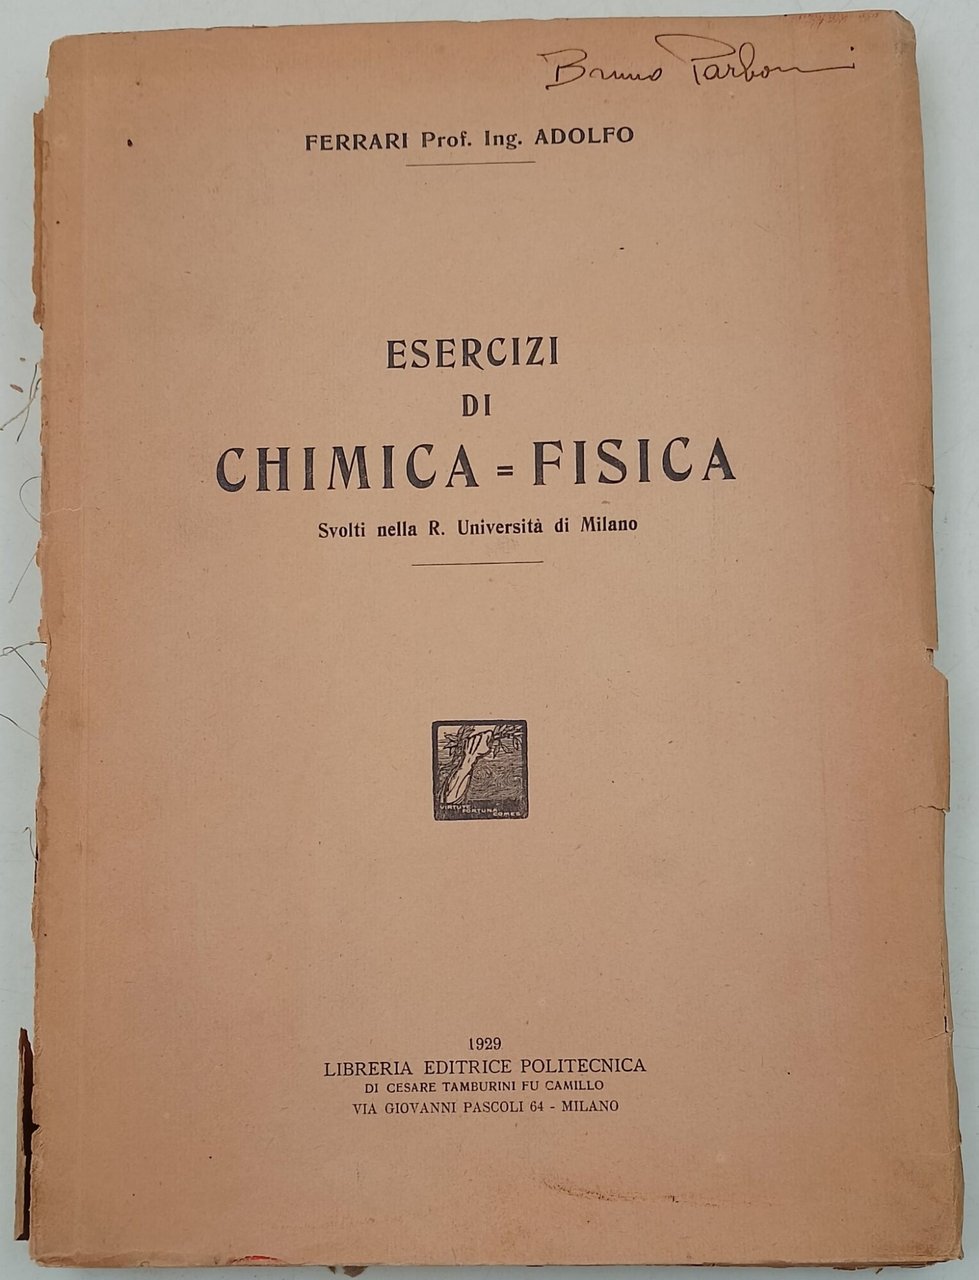 Bruno Parboni
FERRARI Prof. Ing. ADOLFO
ESERCIZI
DI
CHIMICA = FISICA
Svolti nella R. Università di Milano
VIRTUTE
FORTUNA
COMES
1929
LIBRERIA EDITRICE POLITECNICA
DI CESARE TAMBURINI FU CAMILLO
VIA GIOVANNI PASCOLI 64 - MILANO